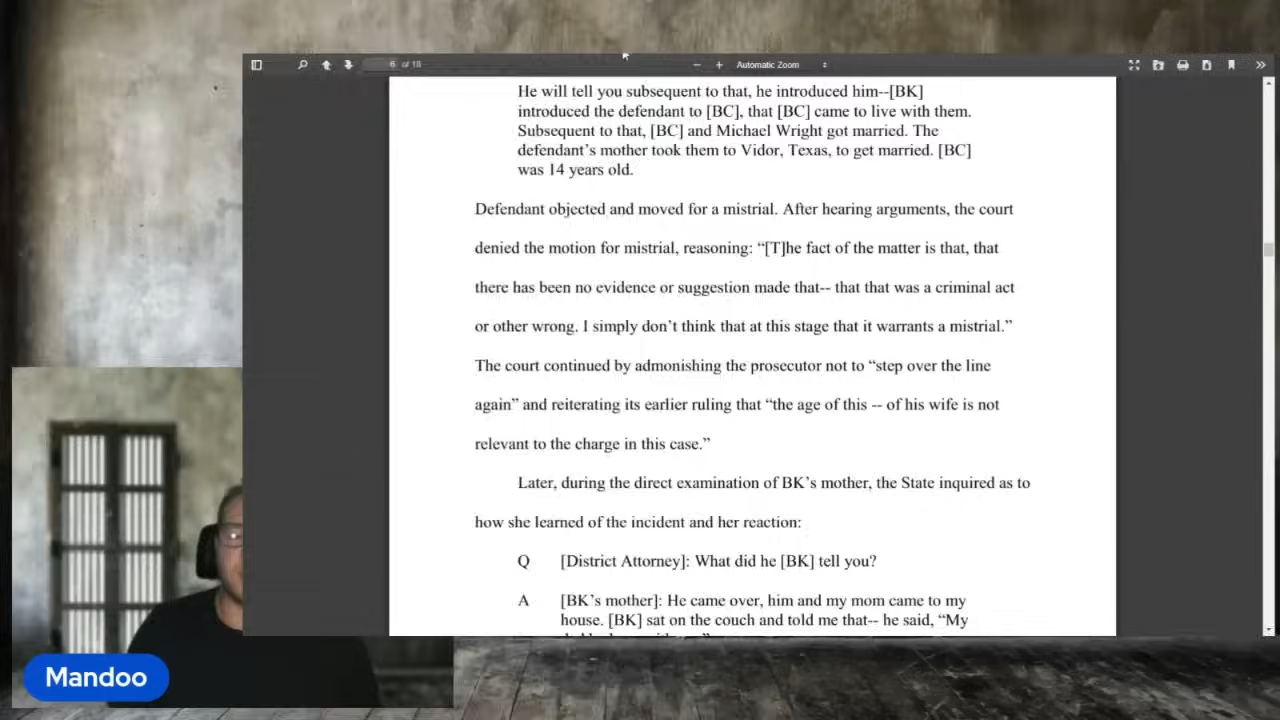 6 of 18
Automatic Zoom
He will tell you subsequent to that, he introduced him--[BK]
introduced the defendant to [BC], that [BC] came to live with them.
Subsequent to that, [BC] and Michael Wright got married. The
defendant’s mother took them to Vidor, Texas, to get married. [BC]
was 14 years old.
Defendant objected and moved for a mistrial. After hearing arguments, the court
denied the motion for mistrial, reasoning: “[T]he fact of the matter is that, that
there has been no evidence or suggestion made that-- that that was a criminal act
or other wrong. I simply don’t think that at this stage that it warrants a mistrial.”
The court continued by admonishing the prosecutor not to “step over the line
again” and reiterating its earlier ruling that “the age of this -- of his wife is not
relevant to the charge in this case.”
Later, during the direct examination of BK’s mother, the State inquired as to
how she learned of the incident and her reaction:
Q [District Attorney]: What did he [BK] tell you?
A [BK’s mother]: He came over, him and my mom came to my
house. [BK] sat on the couch and told me that-- he said, “My
Mandoo